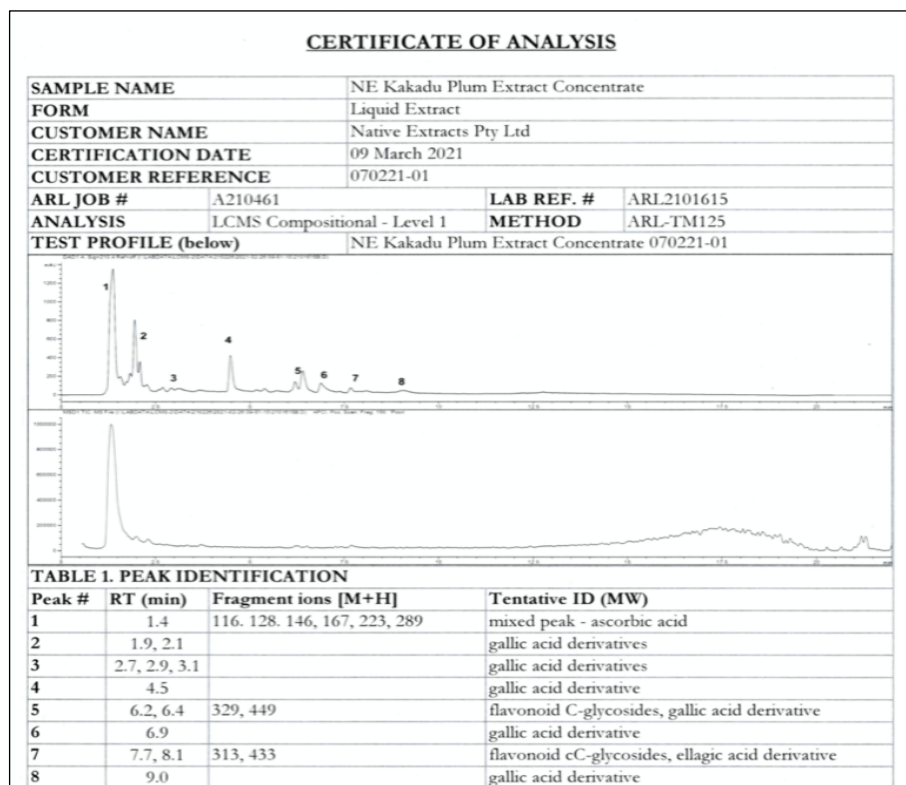 CERTIFICATE OF ANALYSIS
SAMPLE NAME NE Kakadu Plum Extract Concentrate
FORM Liquid Extract
CUSTOMER NAME Native Extracts Pty Ltd
CERTIFICATION DATE 09 March 2021
CUSTOMER REFERENCE 070221-01
ARL JOB # A210461 LAB REF. # ARL2101615
ANALYSIS LCMS Compositional - Level 1 METHOD ARL-TM125
TEST PROFILE (below) NE Kakadu Plum Extract Concentrate 070221-01
1
2
3
4
5
6
7
8
TABLE 1. PEAK IDENTIFICATION
Peak # RT (min) Fragment ions [M+H] Tentative ID (MW)
1 1.4 116. 128. 146, 167, 223, 289 mixed peak - ascorbic acid
2 1.9, 2.1 gallic acid derivatives
3 2.7, 2.9, 3.1 gallic acid derivatives
4 4.5 gallic acid derivative
5 6.2, 6.4 329, 449 flavonoid C-glycosides, gallic acid derivative
6 6.9 gallic acid derivative
7 7.7, 8.1 313, 433 flavonoid cC-glycosides, ellagic acid derivative
8 9.0 gallic acid derivative